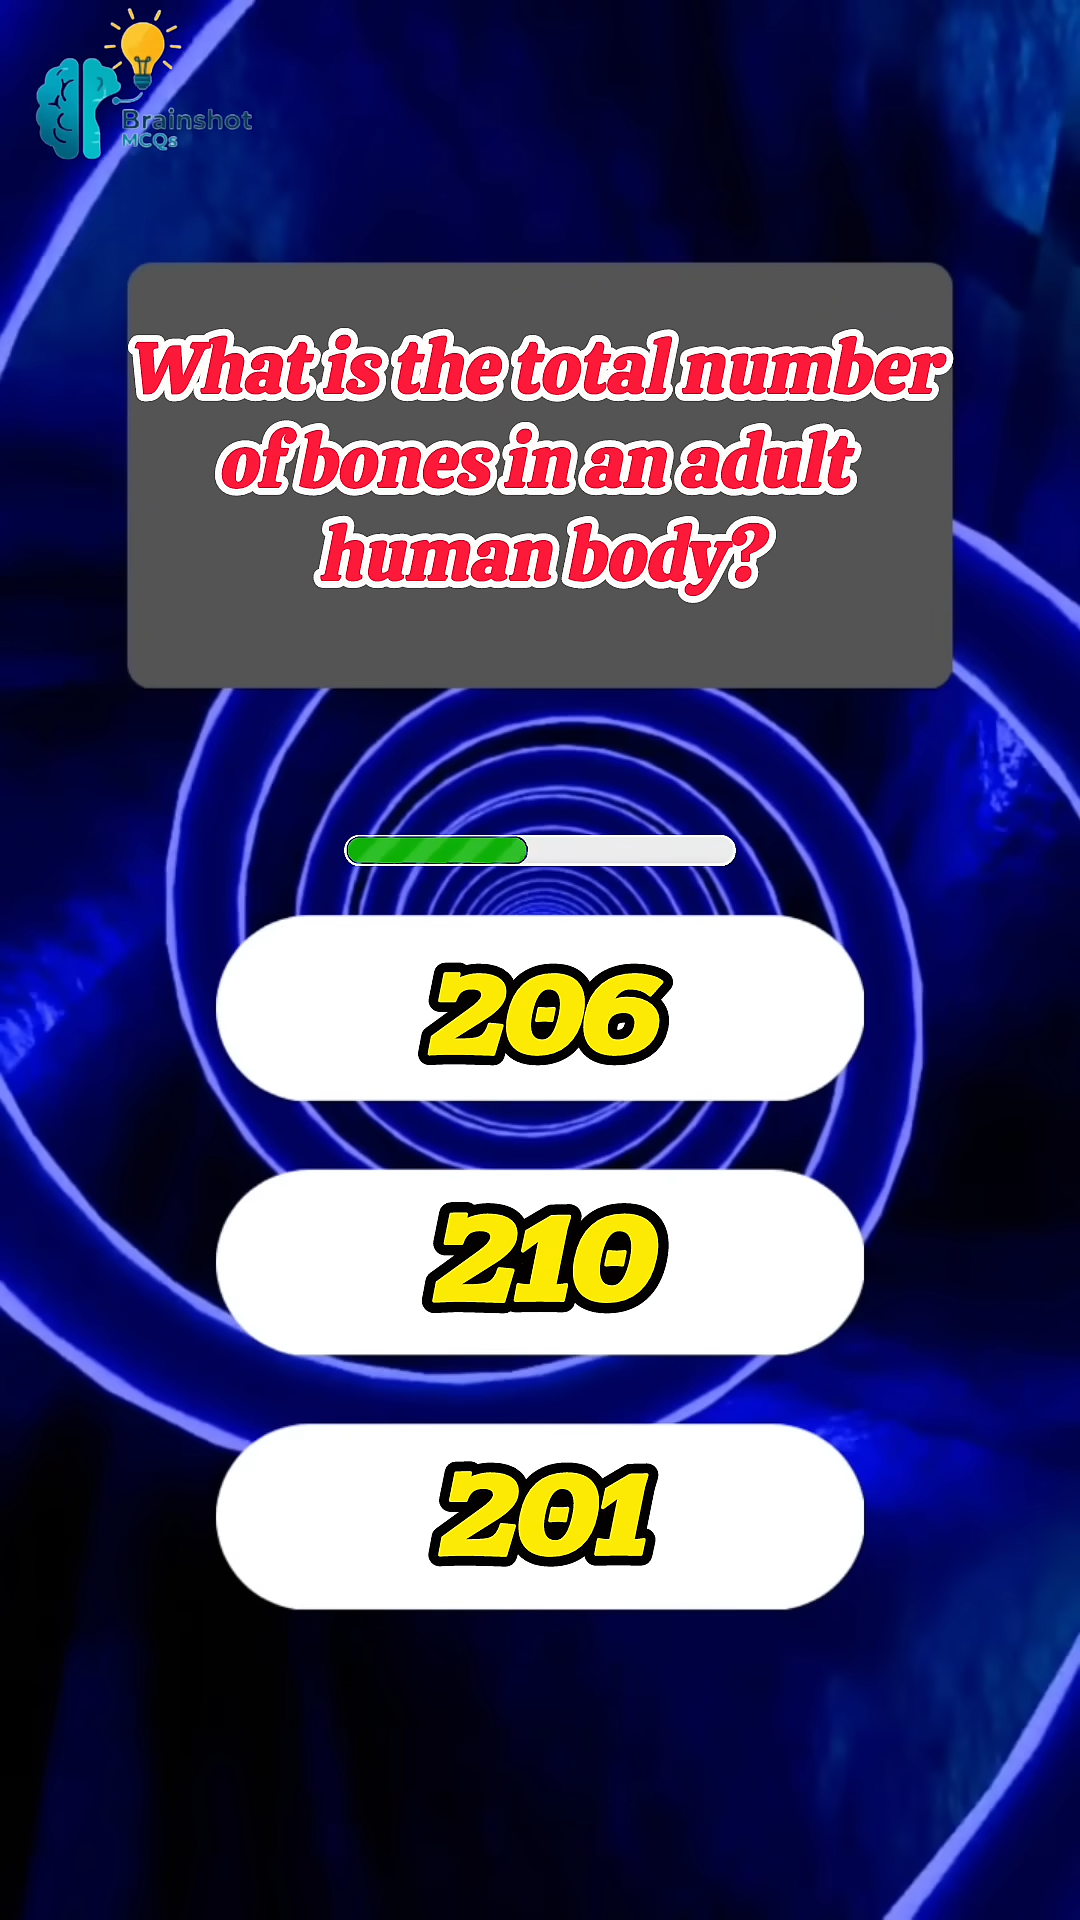 Brainshot
MCQs
What is the total number
of bones in an adult
human body?
206
210
201